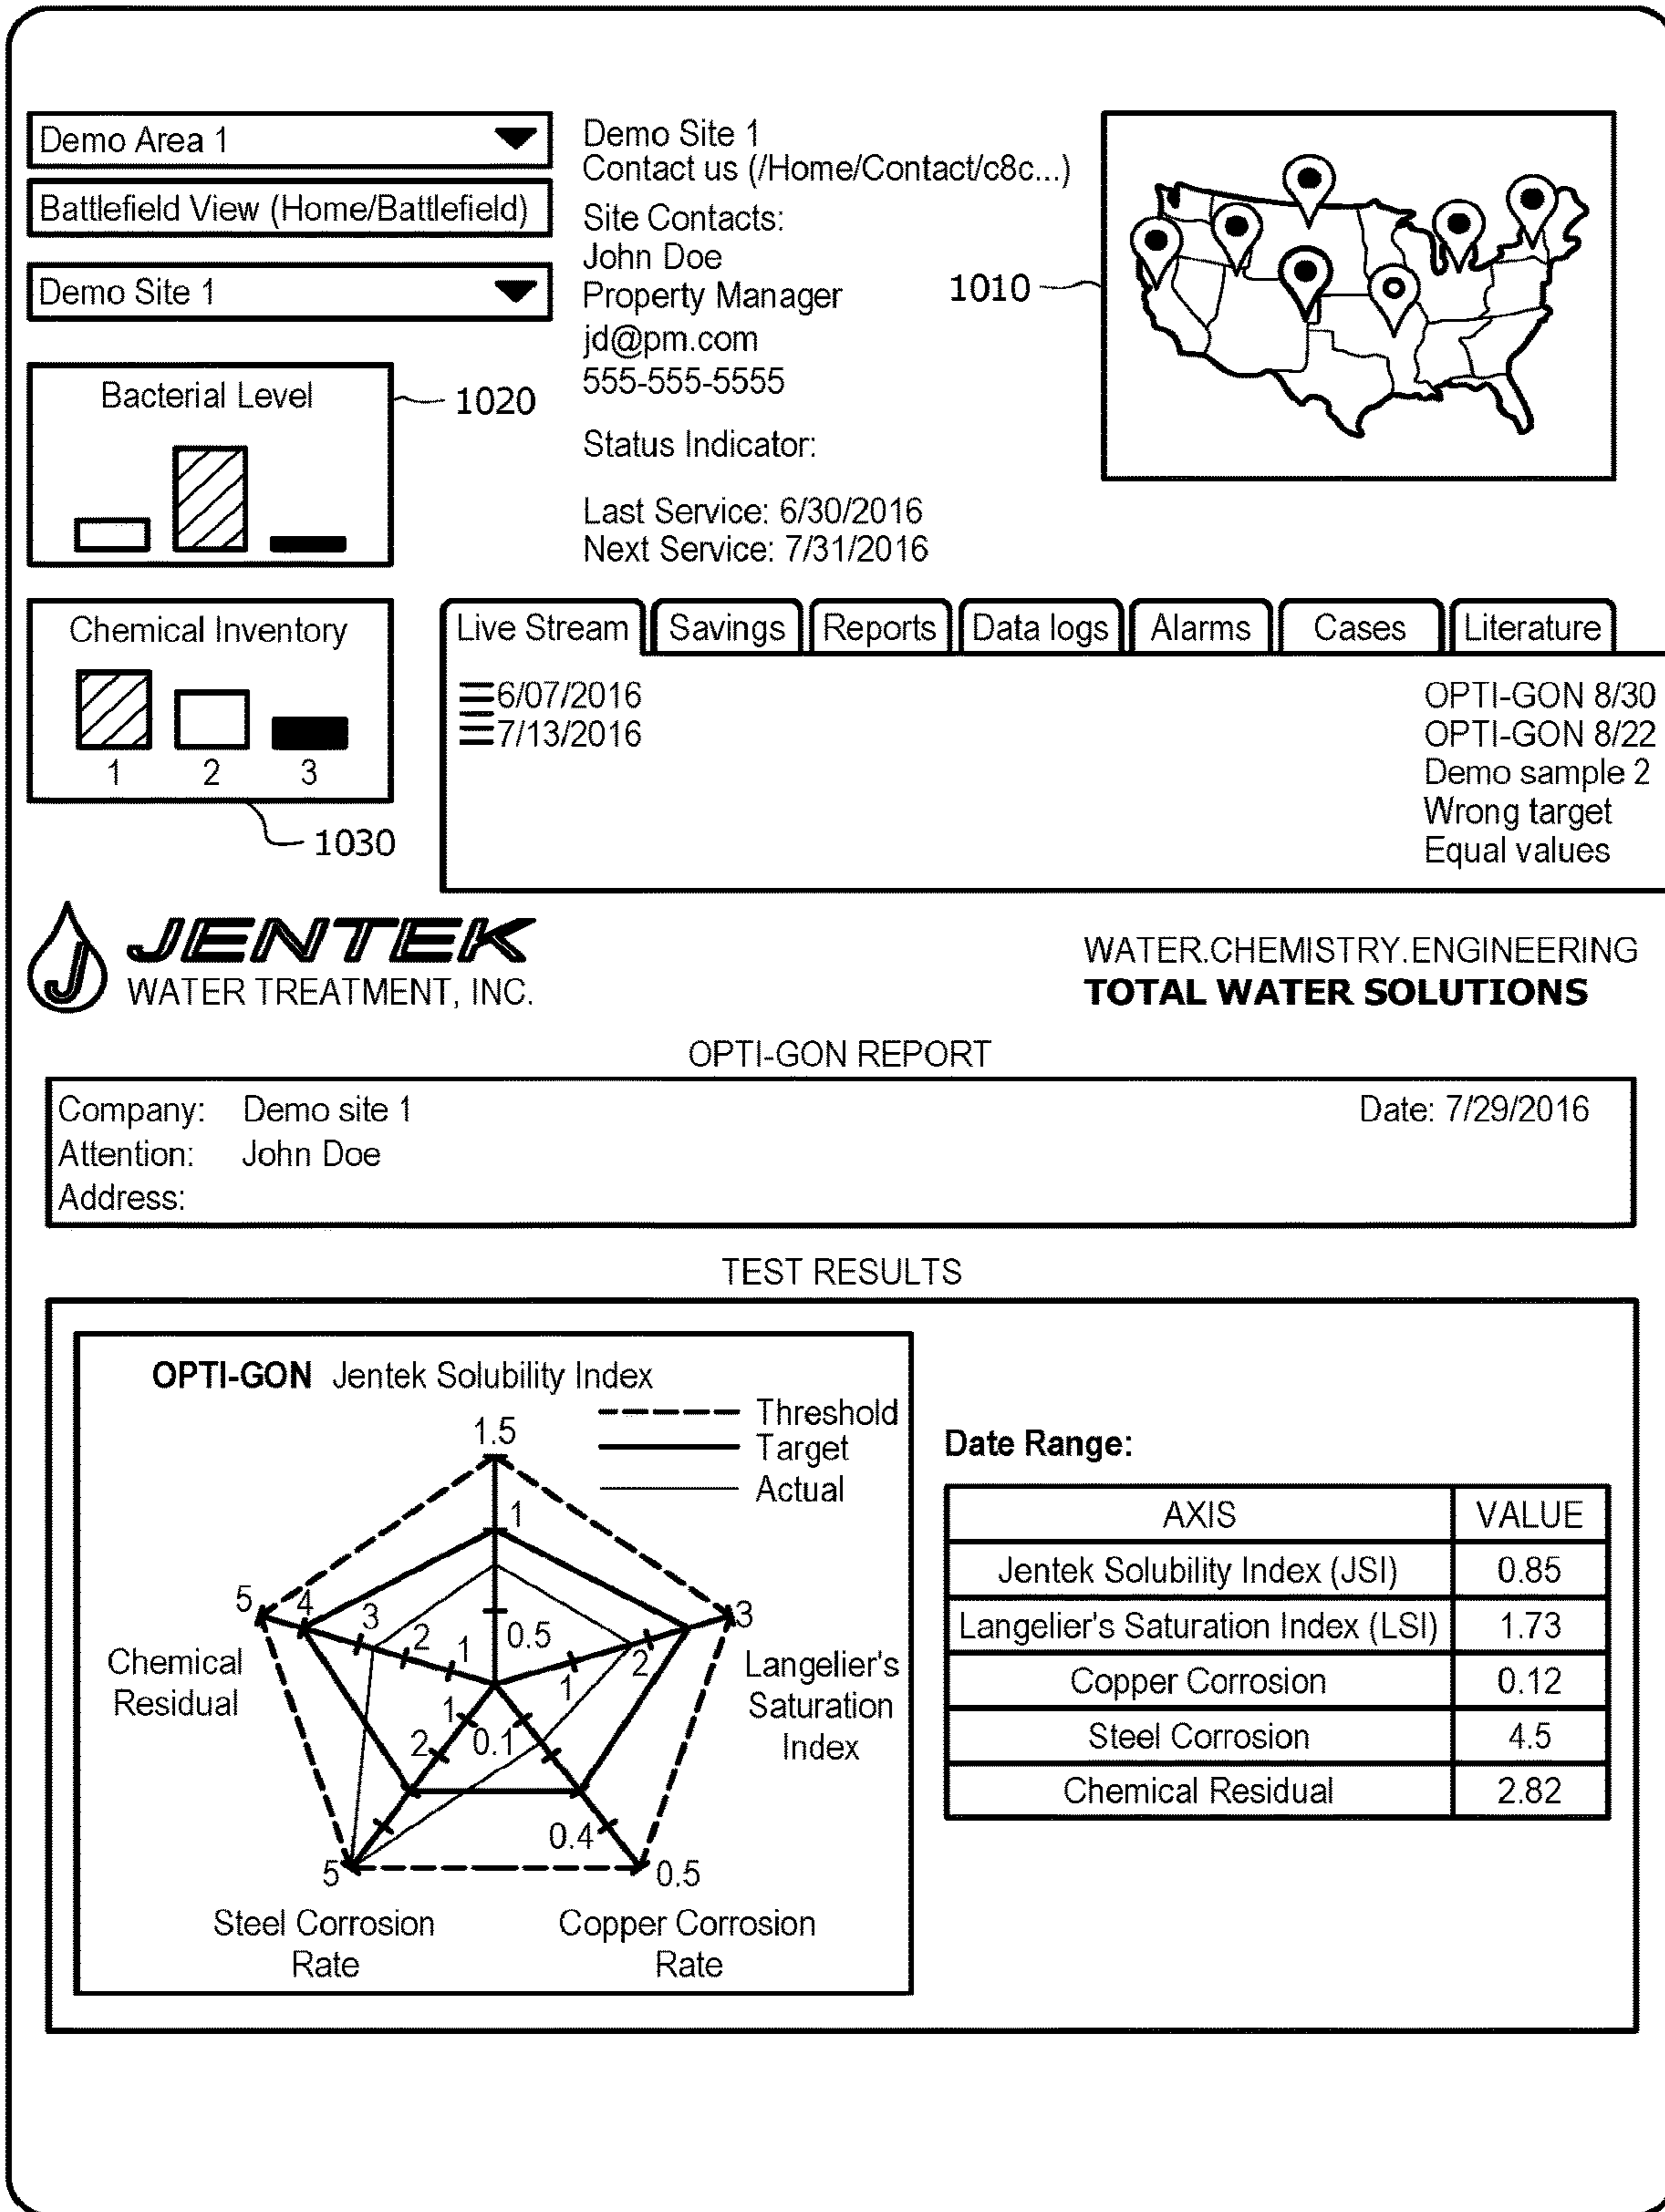 Demo Area 1
Battlefield View (Home/Battlefield)
Demo Site 1
Demo Site 1
Contact us (/Home/Contact/c8c...)
Site Contacts:
John Doe
Property Manager
jd@pm.com
555-555-5555
Status Indicator:
Last Service: 6/30/2016
Next Service: 7/31/2016
1010
Bacterial Level
1020
Chemical Inventory
1 2 3
1030
Live Stream Savings Reports Data logs Alarms Cases Literature
6/07/2016
7/13/2016
OPTI-GON 8/30
OPTI-GON 8/22
Demo sample 2
Wrong target
Equal values
J JENTEK
WATER TREATMENT, INC.
WATER.CHEMISTRY.ENGINEERING
TOTAL WATER SOLUTIONS
OPTI-GON REPORT
Company: Demo site 1 Date: 7/29/2016
Attention: John Doe
Address:
TEST RESULTS
OPTI-GON Jentek Solubility Index
Threshold
Target
Actual
1.5
1
0.5
5 4 3 2 1
1 2 3
Chemical
Residual
Langelier's
Saturation
Index
1 0.1
2
0.4
5 0.5
Steel Corrosion
Rate
Copper Corrosion
Rate
Date Range:
AXIS VALUE
Jentek Solubility Index (JSI) 0.85
Langelier's Saturation Index (LSI) 1.73
Copper Corrosion 0.12
Steel Corrosion 4.5
Chemical Residual 2.82